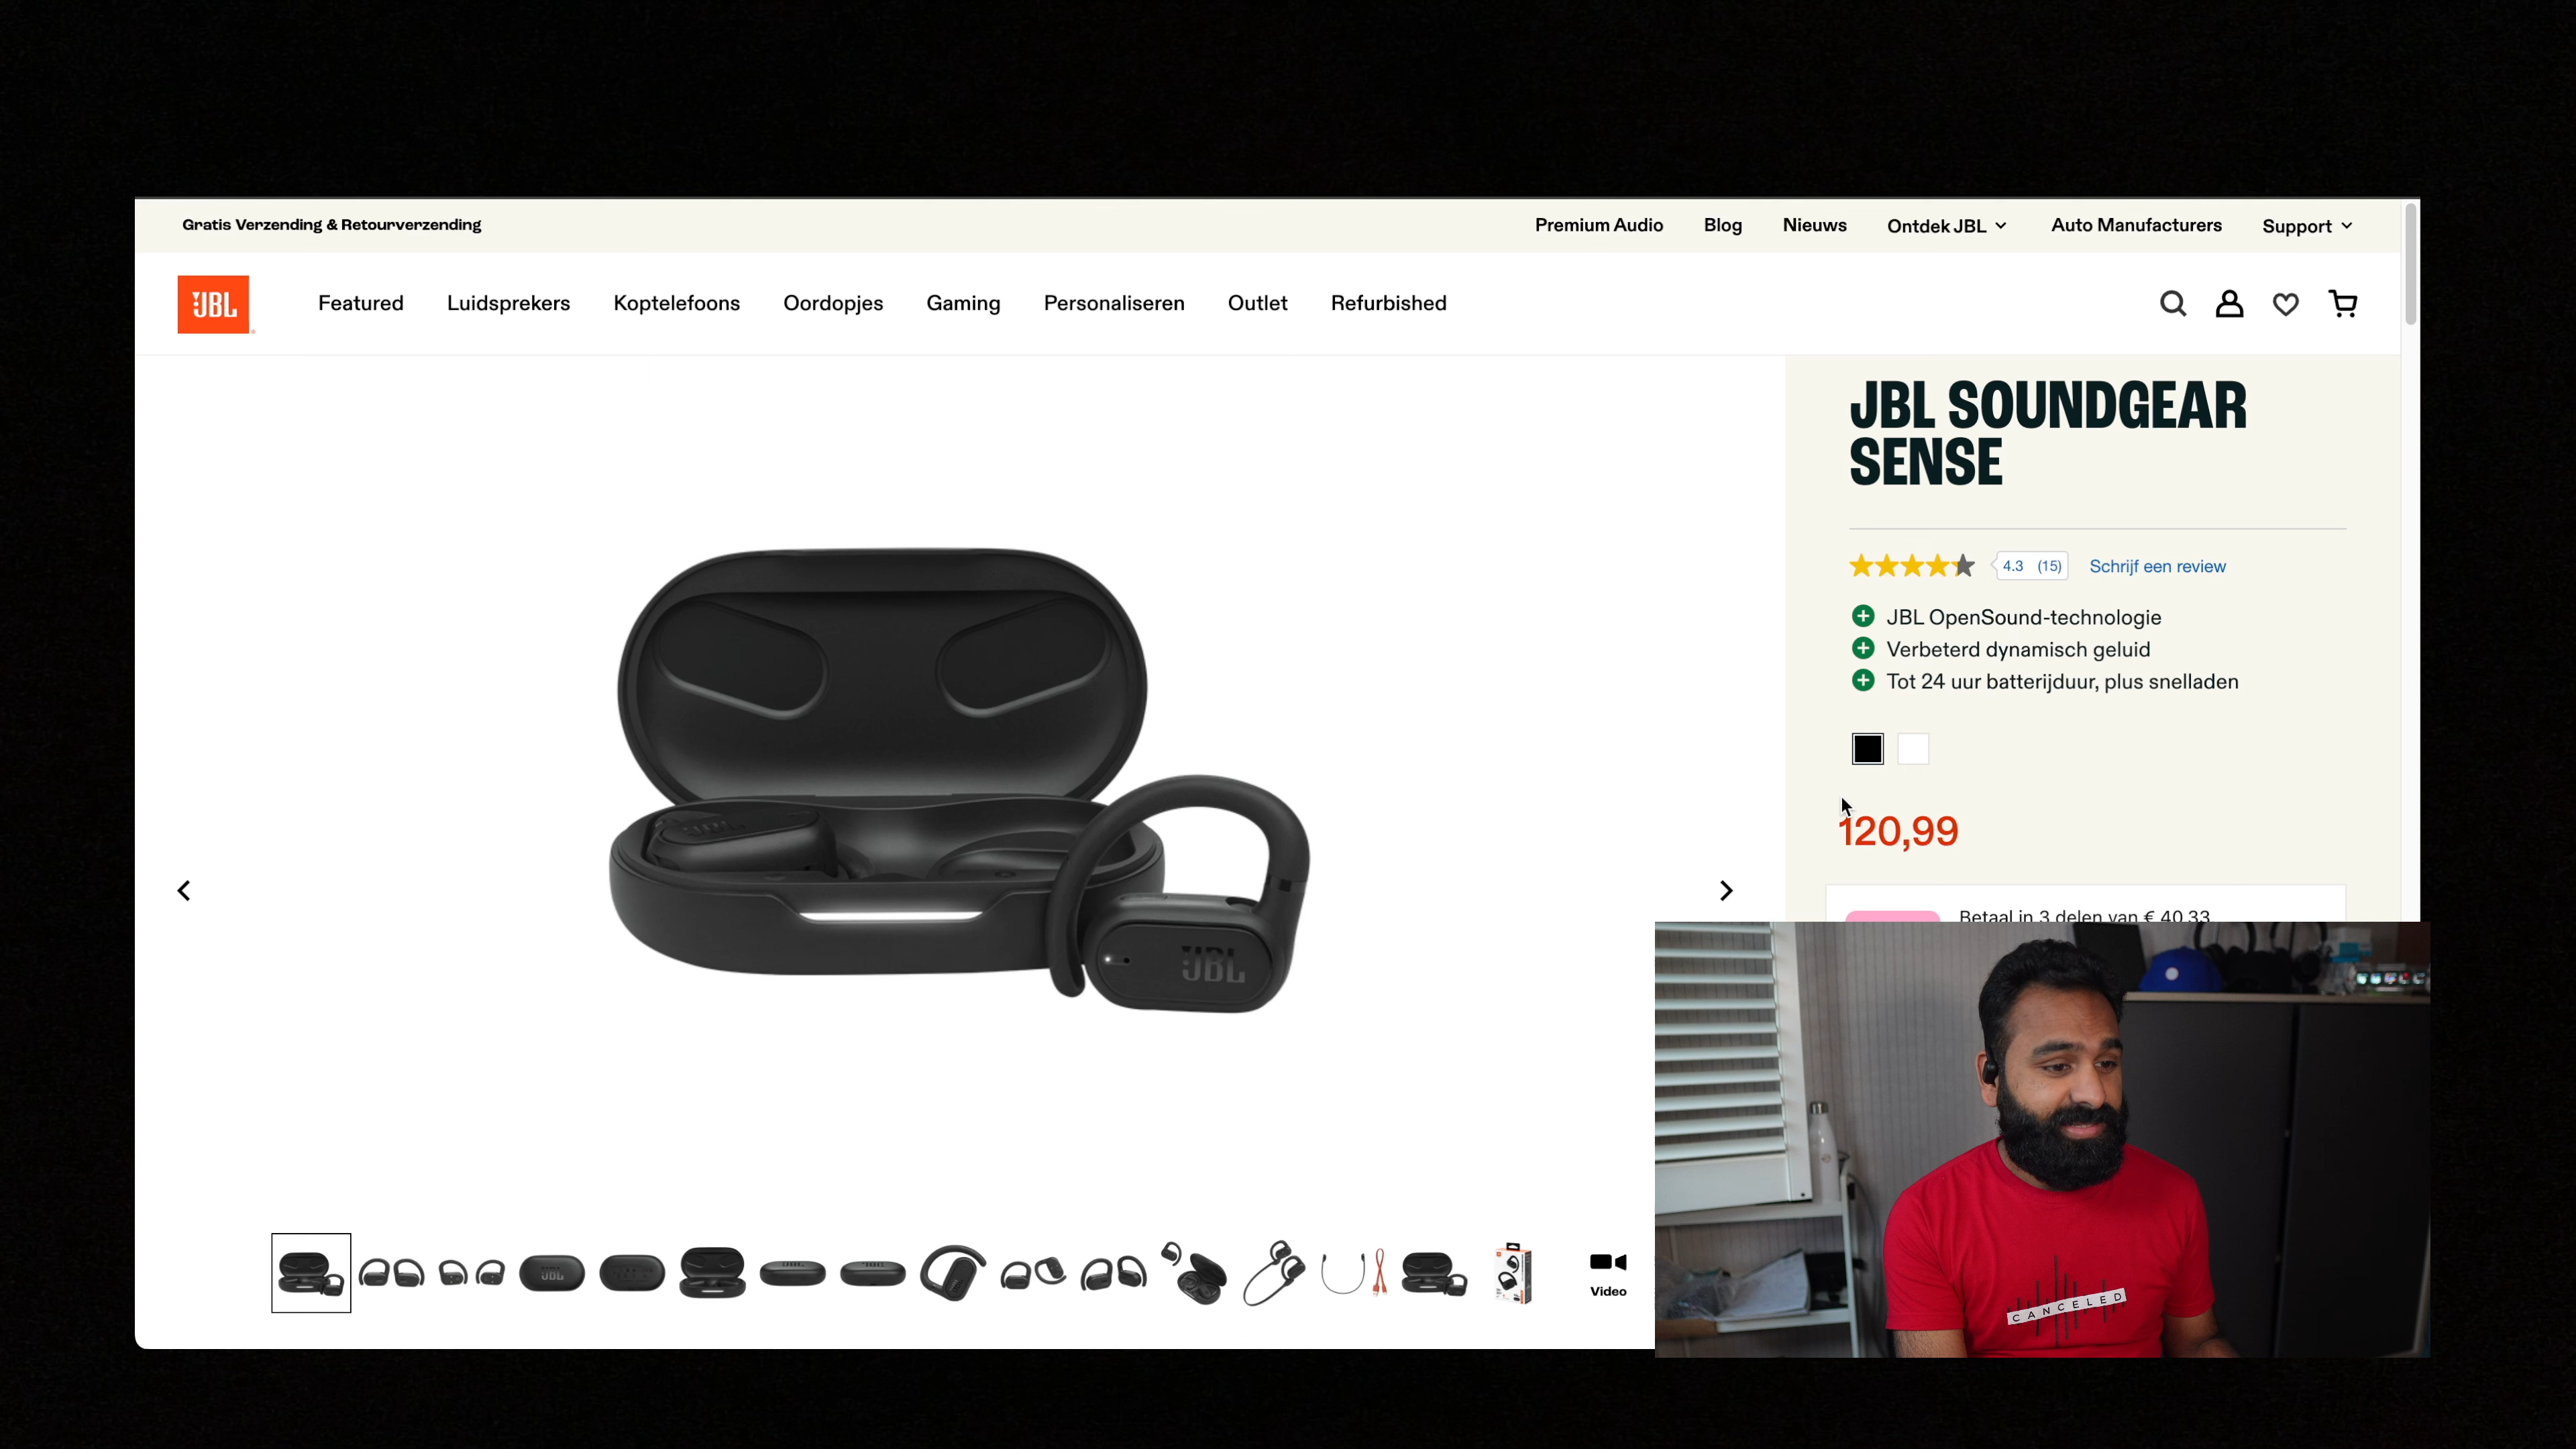 Gratis Verzending & Retourverzending
Premium Audio Blog Nieuws Ontdek JBL Auto Manufacturers Support
JBL Featured Luidsprekers Koptelefoons Oordopjes Gaming Personaliseren Outlet Refurbished
JBL SOUNDGEAR
SENSE
4.3 (15) Schrijf een review
JBL OpenSound-technologie
Verbeterd dynamisch geluid
Tot 24 uur batterijduur, plus snelladen
120,99
Betaal in 3 delen van € 40,33
JBL
JBL
JBL
Video
CANCELED